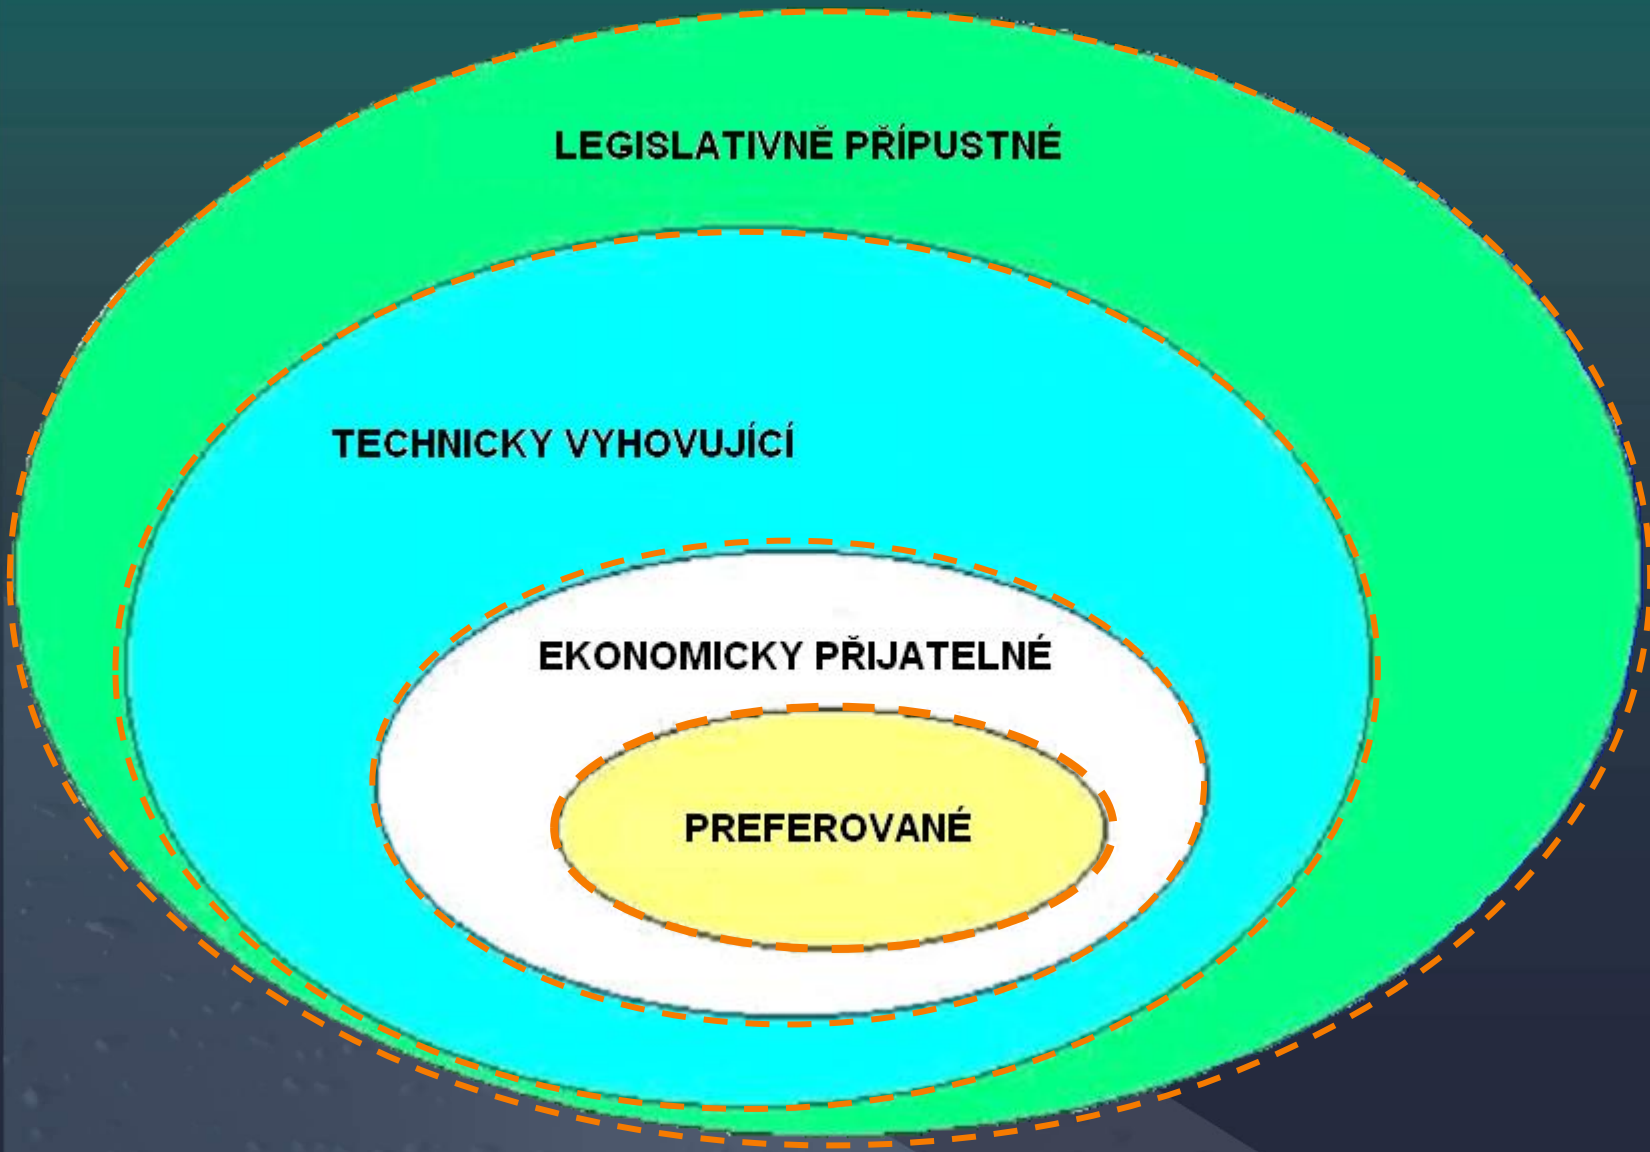 LEGISLATIVNĚ PŘÍPUSTNÉ
TECHNICKY VYHOVUJÍCÍ
EKONOMICKY PŘIJATELNÉ
PREFEROVANÉ